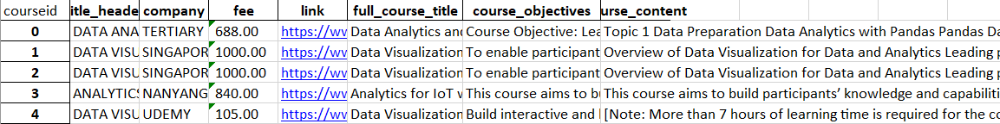 courseid itle_heade company fee link full_course_title course_objectives urse_content
0 DATA ANA TERTIARY 688.00 https://ww Data Analytics and Course Objective: Lea Topic 1 Data Preparation Data Analytics with Pandas Pandas Da
1 DATA VISU SINGAPOR 1000.00 https://ww Data Visualization To enable participant Overview of Data Visualization for Data and Analytics Leading p
2 DATA VISU SINGAPOR 1000.00 https://ww Data Visualization To enable participant Overview of Data Visualization for Data and Analytics Leading p
3 ANALYTICS NANYANG 840.00 https://ww Analytics for IoT w This course aims to bu This course aims to build participants’ knowledge and capabiliti
4 DATA VISU UDEMY 105.00 https://ww Data Visualization Build interactive and [Note: More than 7 hours of learning time is required for the co